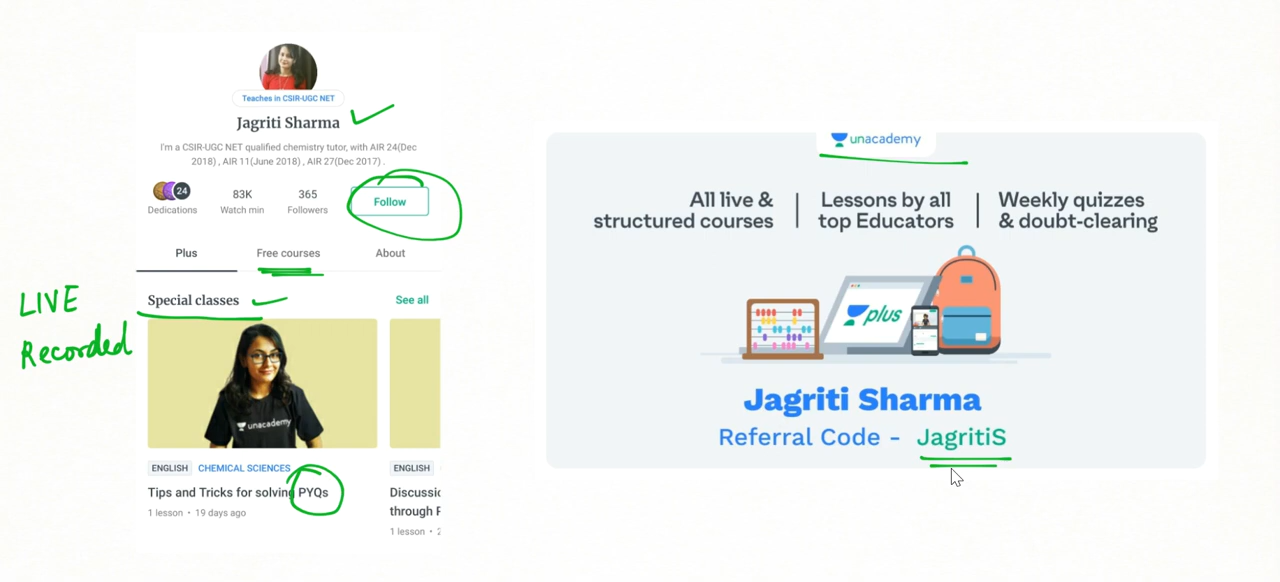 Teaches in CSIR-UGC NET
Jagriti Sharma
I'm a CSIR-UGC NET qualified chemistry tutor, with AIR 24(Dec
2018) , AIR 11(June 2018) , AIR 27(Dec 2017) .
24
Dedications
83K
Watch min
365
Followers
Follow
Plus
Free courses
About
LIVE
Recorded
Special classes
See all
unacademy
ENGLISH
CHEMICAL SCIENCES
Tips and Tricks for solving PYQs
1 lesson • 19 days ago
ENGLISH
Discussic
through F
1 lesson • 2
unacademy
All live &
structured courses
Lessons by all
top Educators
Weekly quizzes
& doubt-clearing
plus
Jagriti Sharma
Referral Code - JagritiS